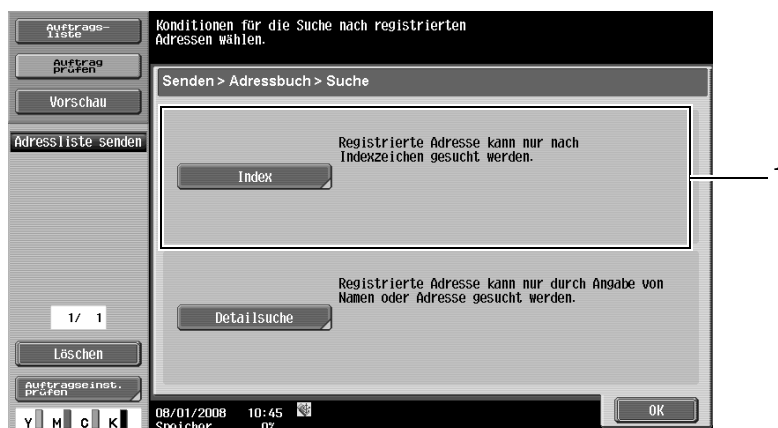 Auftrags-
liste
Auftrag
prüfen
Vorschau
Adressliste senden
1/ 1
Löschen
Auftragseinst.
prüfen
Y M C K
Konditionen für die Suche nach registrierten
Adressen wählen.
Senden > Adressbuch > Suche
Index
Registrierte Adresse kann nur nach
Indexzeichen gesucht werden.
Detailsuche
Registrierte Adresse kann nur durch Angabe von
Namen oder Adresse gesucht werden.
08/01/2008 10:45
Speicher 0%
OK